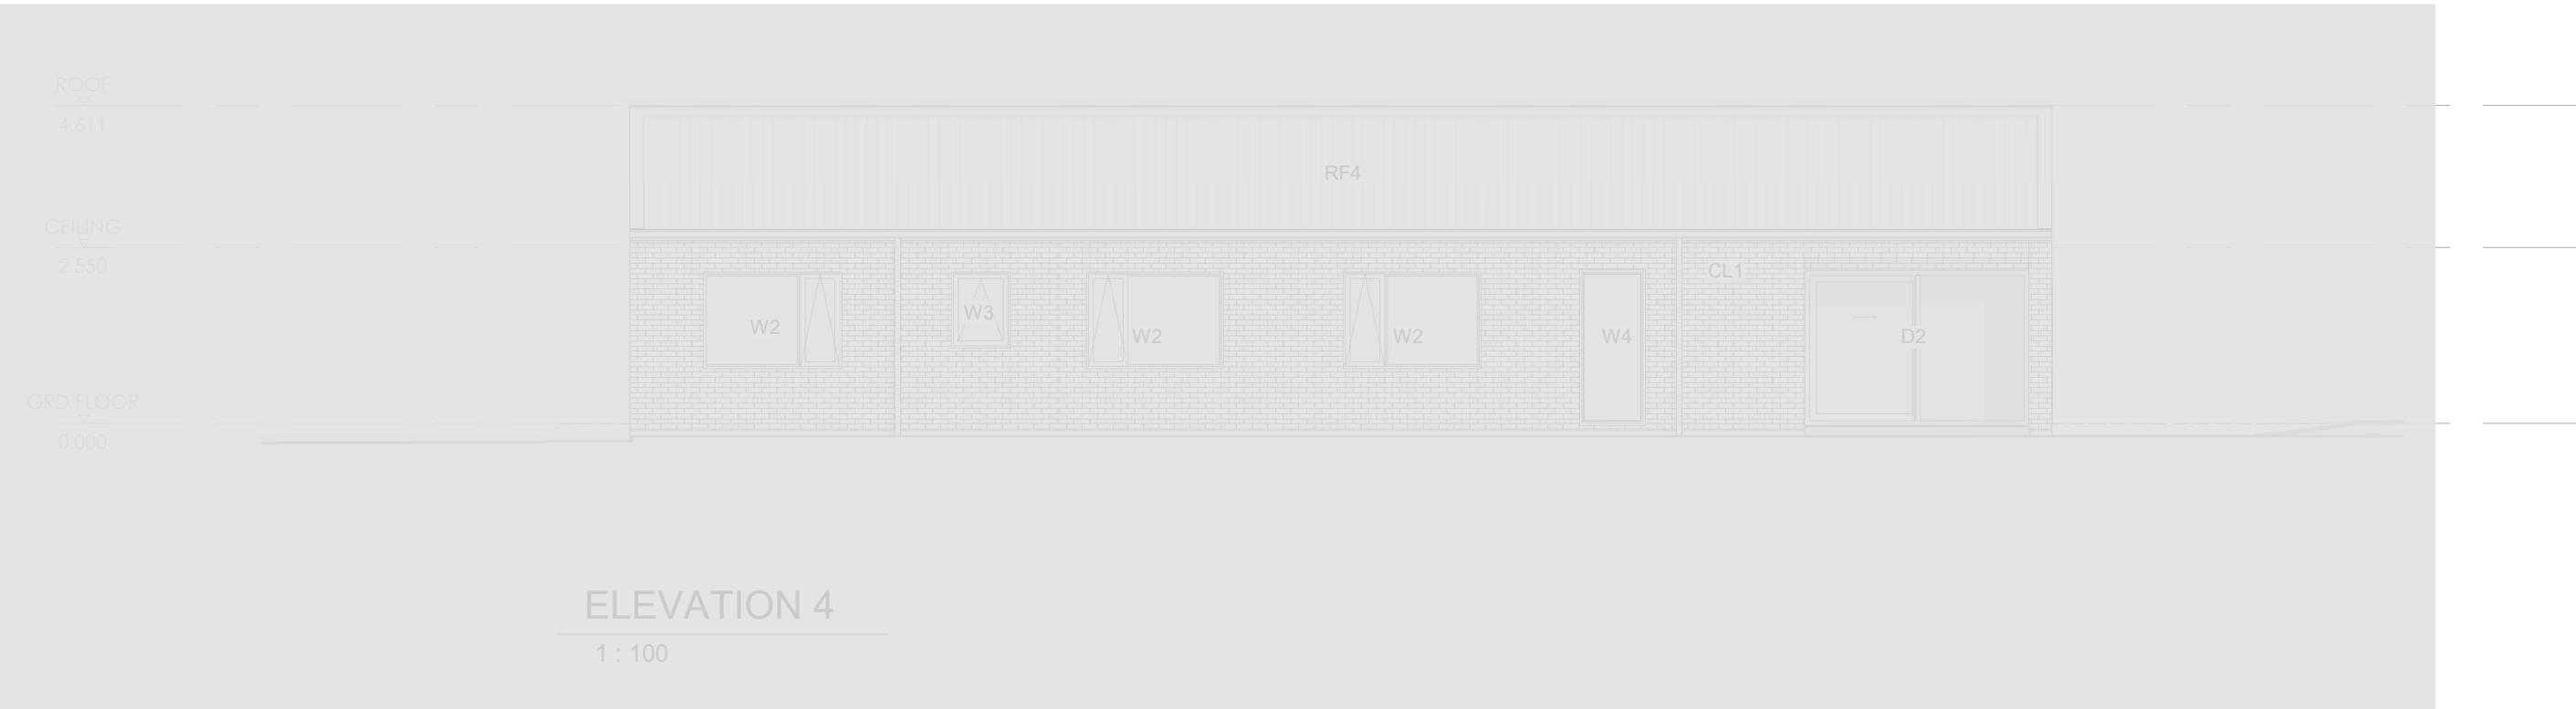 ROOF
4.611
RF4
CEILING
2.550
CL1
W2
W3
W2
W2
W4
D2
GRD FLOOR
0.000
ELEVATION 4
1 : 100